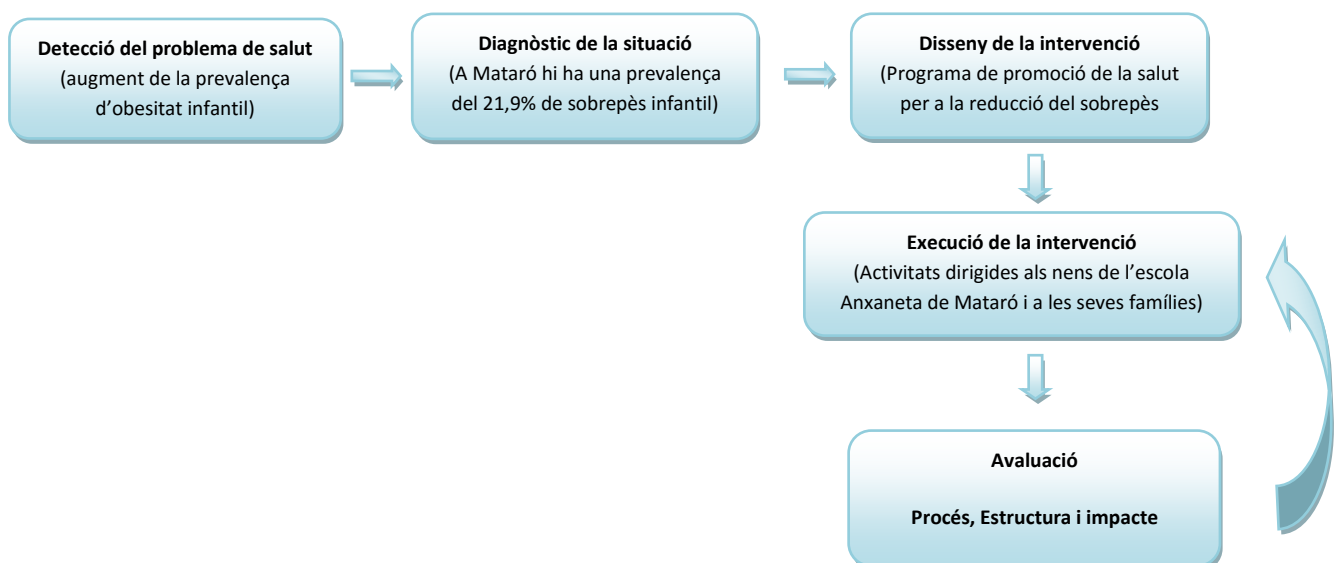 Detecció del problema de salut
(augment de la prevalença
d’obesitat infantil)
Diagnòstic de la situació
(A Mataró hi ha una prevalença
del 21,9% de sobrepès infantil)
Disseny de la intervenció
(Programa de promoció de la salut
per a la reducció del sobrepès
Execució de la intervenció
(Activitats dirigides als nens de l’escola
Anxaneta de Mataró i a les seves famílies)
Avaluació
Procés, Estructura i impacte